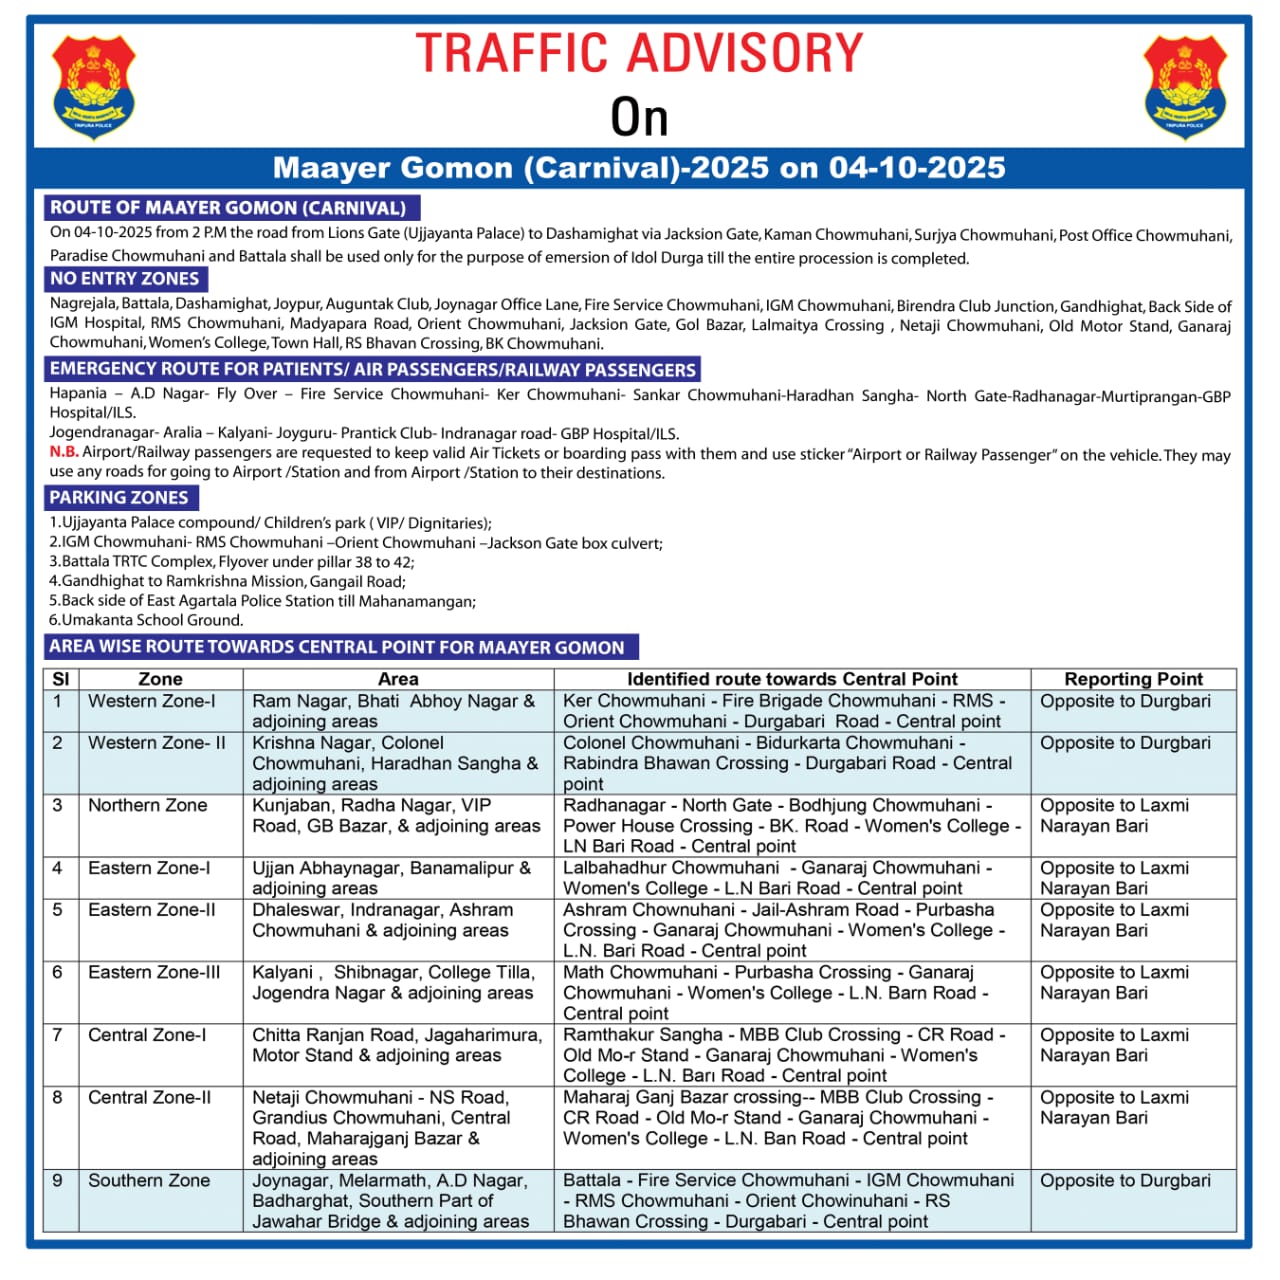 TRAFFIC ADVISORY
On
TRIPURA POLICE
TRIPURA POLICE
Maayer Gomon (Carnival)-2025 on 04-10-2025
ROUTE OF MAAYER GOMON (CARNIVAL)
On 04-10-2025 from 2 P.M the road from Lions Gate (Ujjayanta Palace) to Dashamighat via Jacksion Gate, Kaman Chowmuhani, Surjya Chowmuhani, Post Office Chowmuhani,
Paradise Chowmuhani and Battala shall be used only for the purpose of emersion of Idol Durga till the entire procession is completed.
NO ENTRY ZONES
Nagrejala, Battala, Dashamighat, Joypur, Auguntak Club, Joynagar Office Lane, Fire Service Chowmuhani, IGM Chowmuhani, Birendra Club Junction, Gandhighat, Back Side of
IGM Hospital, RMS Chowmuhani, Madyapara Road, Orient Chowmuhani, Jacksion Gate, Gol Bazar, Lalmaitya Crossing , Netaji Chowmuhani, Old Motor Stand, Ganaraj
Chowmuhani, Women's College, Town Hall, RS Bhavan Crossing, BK Chowmuhani.
EMERGENCY ROUTE FOR PATIENTS/ AIR PASSENGERS/RAILWAY PASSENGERS
Hapania – A.D Nagar- Fly Over – Fire Service Chowmuhani- Ker Chowmuhani- Sankar Chowmuhani-Haradhan Sangha- North Gate-Radhanagar-Murtiprangan-GBP
Hospital/ILS.
Jogendranagar- Aralia – Kalyani- Joyguru- Prantick Club- Indranagar road- GBP Hospital/ILS.
N.B. Airport/Railway passengers are requested to keep valid Air Tickets or boarding pass with them and use sticker "Airport or Railway Passenger" on the vehicle. They may
use any roads for going to Airport /Station and from Airport /Station to their destinations.
PARKING ZONES
1.Ujjayanta Palace compound/ Children's park ( VIP/ Dignitaries);
2.IGM Chowmuhani- RMS Chowmuhani –Orient Chowmuhani –Jackson Gate box culvert;
3.Battala TRTC Complex, Flyover under pillar 38 to 42;
4.Gandhighat to Ramkrishna Mission, Gangail Road;
5.Back side of East Agartala Police Station till Mahanamangan;
6.Umakanta School Ground.
AREA WISE ROUTE TOWARDS CENTRAL POINT FOR MAAYER GOMON
Sl Zone Area Identified route towards Central Point Reporting Point
1 Western Zone-I Ram Nagar, Bhati Abhoy Nagar & Ker Chowmuhani - Fire Brigade Chowmuhani - RMS - Opposite to Durgbari
adjoining areas Orient Chowmuhani - Durgabari Road - Central point
2 Western Zone- II Krishna Nagar, Colonel Colonel Chowmuhani - Bidurkarta Chowmuhani - Opposite to Durgbari
Chowmuhani, Haradhan Sangha & Rabindra Bhawan Crossing - Durgabari Road - Central
adjoining areas point
3 Northern Zone Kunjaban, Radha Nagar, VIP Radhanagar - North Gate - Bodhjung Chowmuhani - Opposite to Laxmi
Road, GB Bazar, & adjoining areas Power House Crossing - BK. Road - Women's College - Narayan Bari
LN Bari Road - Central point
4 Eastern Zone-I Ujjan Abhaynagar, Banamalipur & Lalbahadhur Chowmuhani - Ganaraj Chowmuhani - Opposite to Laxmi
adjoining areas Women's College - L.N Bari Road - Central point Narayan Bari
5 Eastern Zone-II Dhaleswar, Indranagar, Ashram Ashram Chownuhani - Jail-Ashram Road - Purbasha Opposite to Laxmi
Chowmuhani & adjoining areas Crossing - Ganaraj Chowmuhani - Women's College - Narayan Bari
L.N. Bari Road - Central point
6 Eastern Zone-III Kalyani , Shibnagar, College Tilla, Math Chowmuhani - Purbasha Crossing - Ganaraj Opposite to Laxmi
Jogendra Nagar & adjoining areas Chowmuhani - Women's College - L.N. Barn Road - Narayan Bari
Central point
7 Central Zone-I Chitta Ranjan Road, Jagaharimura, Ramthakur Sangha - MBB Club Crossing - CR Road - Opposite to Laxmi
Motor Stand & adjoining areas Old Mo-r Stand - Ganaraj Chowmuhani - Women's Narayan Bari
College - L.N. Barı Road - Central point
8 Central Zone-II Netaji Chowmuhani - NS Road, Maharaj Ganj Bazar crossing-- MBB Club Crossing - Opposite to Laxmi
Grandius Chowmuhani, Central CR Road - Old Mo-r Stand - Ganaraj Chowmuhani - Narayan Bari
Road, Maharajganj Bazar & Women's College - L.N. Ban Road - Central point
adjoining areas
9 Southern Zone Joynagar, Melarmath, A.D Nagar, Battala - Fire Service Chowmuhani - IGM Chowmuhani Opposite to Durgbari
Badharghat, Southern Part of - RMS Chowmuhani - Orient Chowinuhani - RS
Jawahar Bridge & adjoining areas Bhawan Crossing - Durgabari - Central point